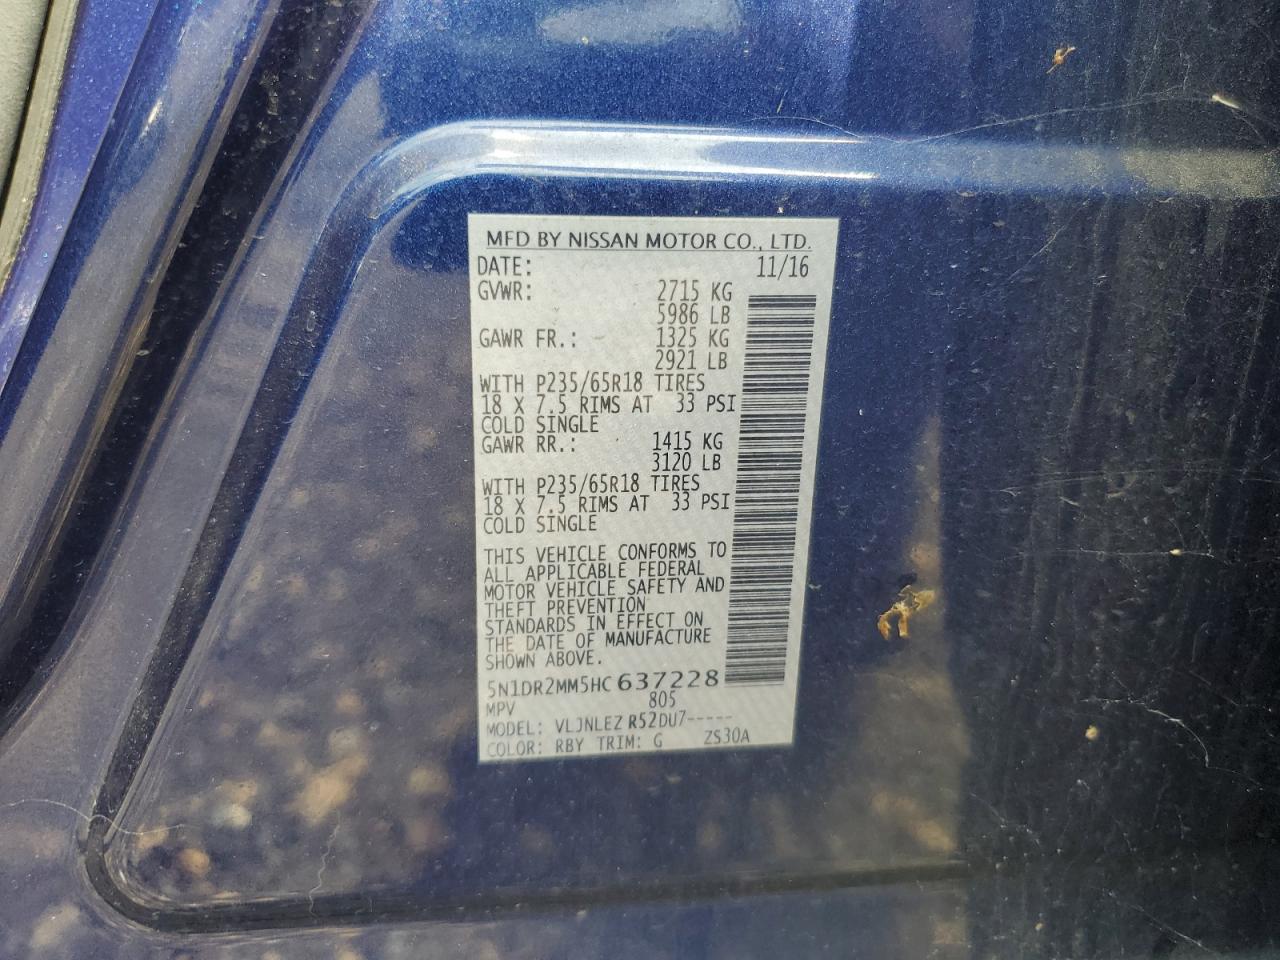 MFD BY NISSAN MOTOR CO., LTD.
DATE: 11/16
GVWR: 2715 KG
5986 LB
GAWR FR.: 1325 KG
2921 LB
WITH P235/65R18 TIRES
18 X 7.5 RIMS AT 33 PSI
COLD SINGLE
GAWR RR.: 1415 KG
3120 LB
WITH P235/65R18 TIRES
18 X 7.5 RIMS AT 33 PSI
COLD SINGLE
THIS VEHICLE CONFORMS TO
ALL APPLICABLE FEDERAL
MOTOR VEHICLE SAFETY AND
THEFT PREVENTION
STANDARDS IN EFFECT ON
THE DATE OF MANUFACTURE
SHOWN ABOVE.
5N1DR2MM5HC637228
MPV 805
MODEL: VLJNLEZ R52DU7-----
COLOR: RBY TRIM: G ZS30A